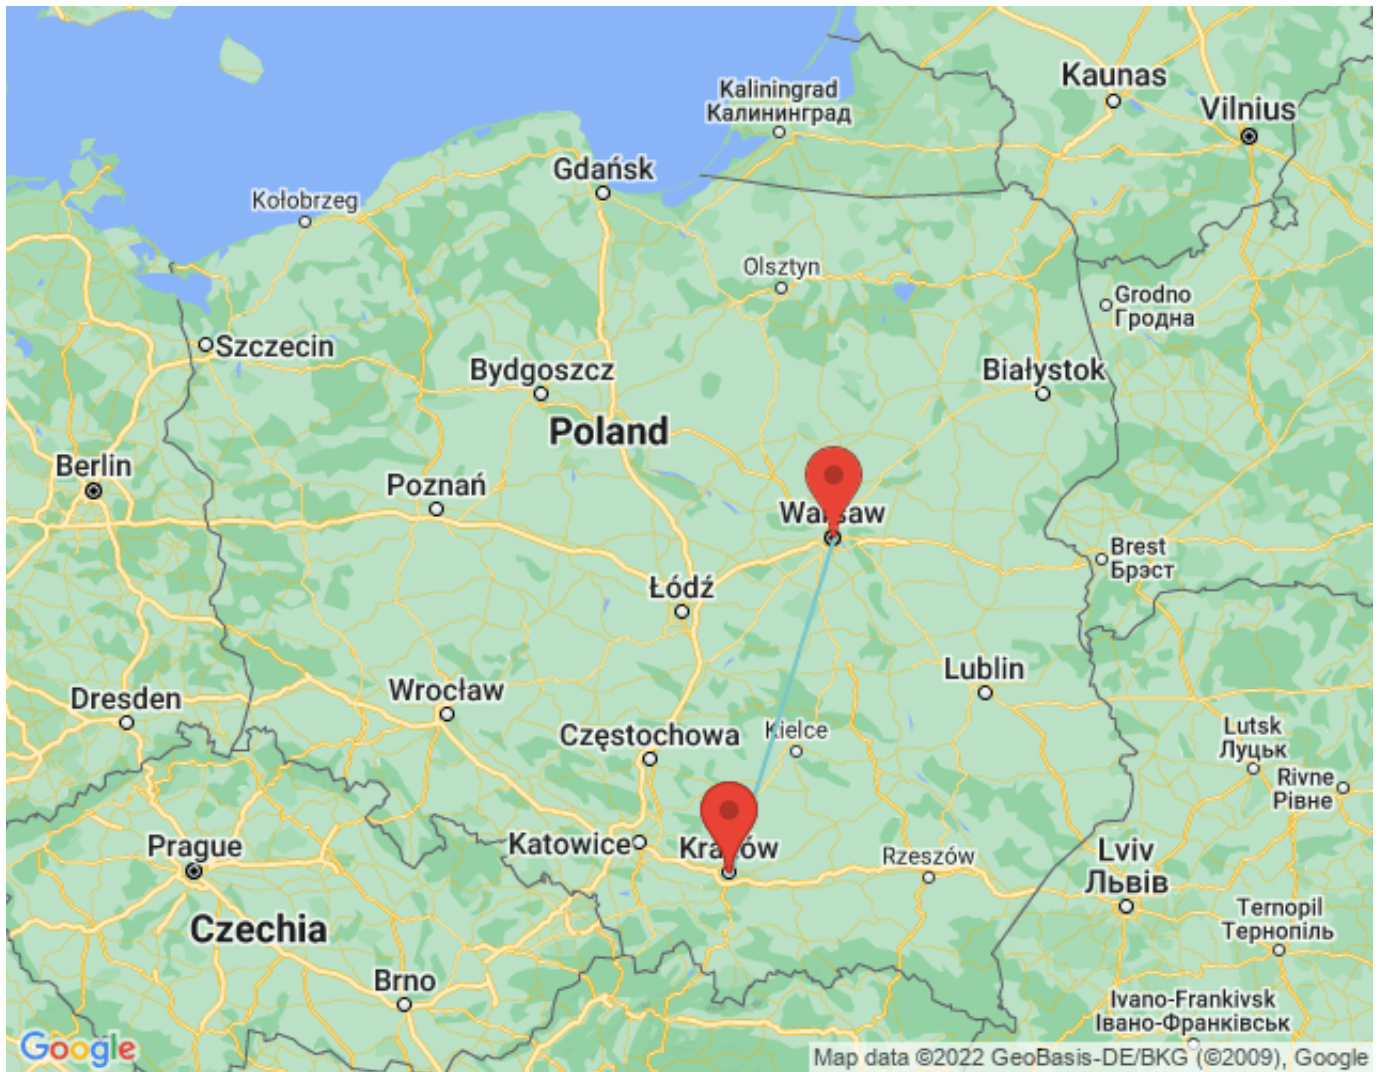 Kaunas
Kaliningrad
Калининград
Vilnius
Gdańsk
Kołobrzeg
Olsztyn
Grodno
Гродна
Szczecin
Bydgoszcz
Białystok
Poland
Berlin
Poznań
Warsaw
Brest
Брэст
Łódź
Lublin
Wrocław
Dresden
Częstochowa
Kielce
Lutsk
Луцьк
Rivne
Рівне
Prague
Katowice
Kraków
Rzeszów
Lviv
Львів
Czechia
Ternopil
Тернопіль
Brno
Ivano-Frankivsk
Івано-Франківськ
Google
Map data ©2022 GeoBasis-DE/BKG (©2009), Google